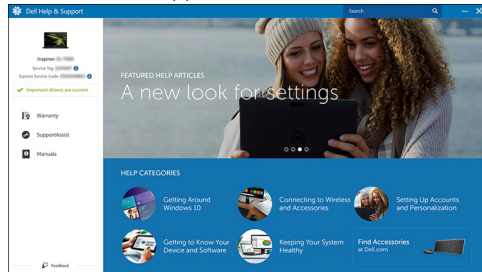 Dell Help & Support
Search
Inspiron
Service Tag:
Express Service Code:
Important drivers are current
Warranty
SupportAssist
Manuals
Feedback
FEATURED HELP ARTICLES
A new look for settings
HELP CATEGORIES
Getting Around
Windows 10
Connecting to Wireless
and Accessories
Setting Up Accounts
and Personalization
Getting to Know Your
Device and Software
Keeping Your System
Healthy
Find Accessories
at Dell.com